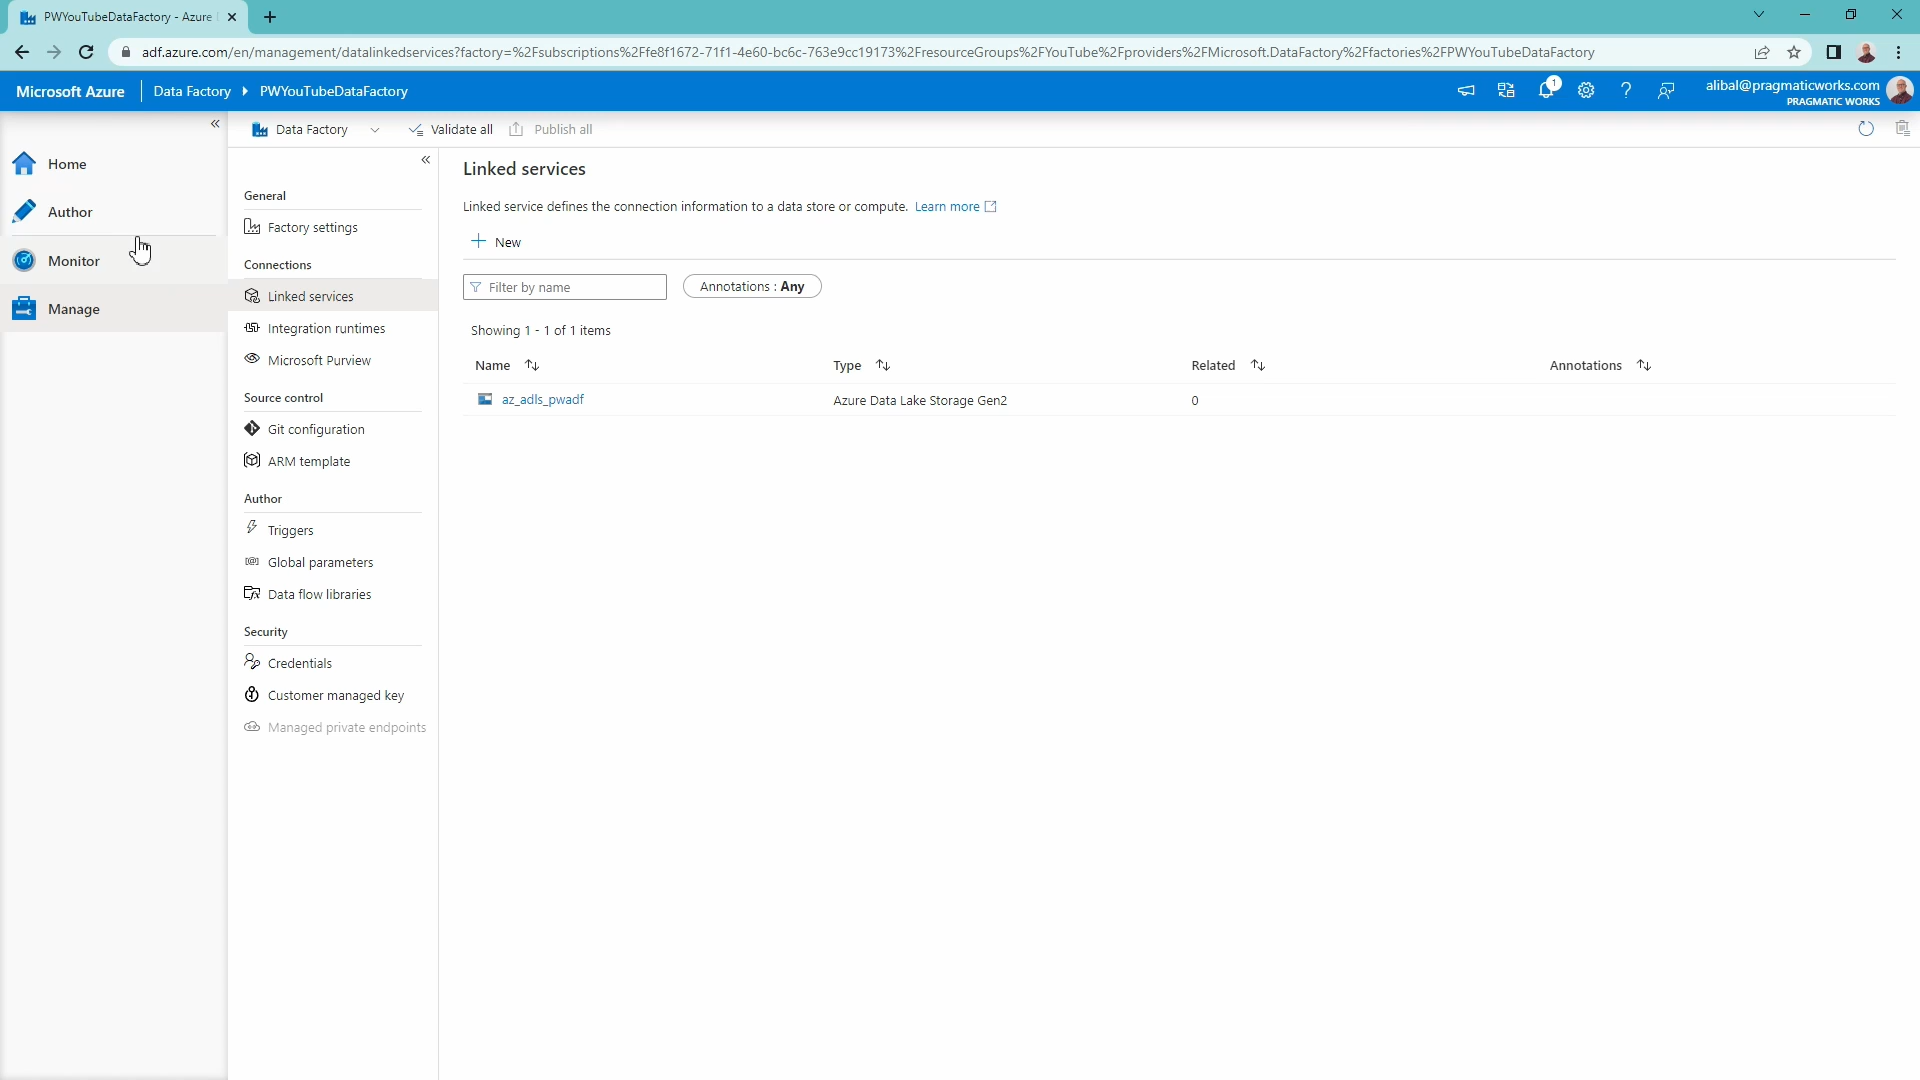 PWYouTubeDataFactory - Azure
adf.azure.com/en/management/datalinkedservices?factory=%2Fsubscriptions%2Ffe8f1672-71f1-4e60-bc6c-763e9cc19173%2FresourceGroups%2FYouTube%2Fproviders%2FMicrosoft.DataFactory%2Ffactories%2FPWYouTubeDataFactory
Microsoft Azure
Data Factory
PWYouTubeDataFactory
1
alibal@pragmaticworks.com
PRAGMATIC WORKS
Data Factory
Validate all
Publish all
Home
Author
Monitor
Manage
General
Factory settings
Connections
Linked services
Integration runtimes
Microsoft Purview
Source control
Git configuration
ARM template
Author
Triggers
Global parameters
Data flow libraries
Security
Credentials
Customer managed key
Managed private endpoints
Linked services
Linked service defines the connection information to a data store or compute. Learn more
New
Filter by name
Annotations : Any
Showing 1 - 1 of 1 items
Name Type Related Annotations
az_adls_pwadf Azure Data Lake Storage Gen2 0